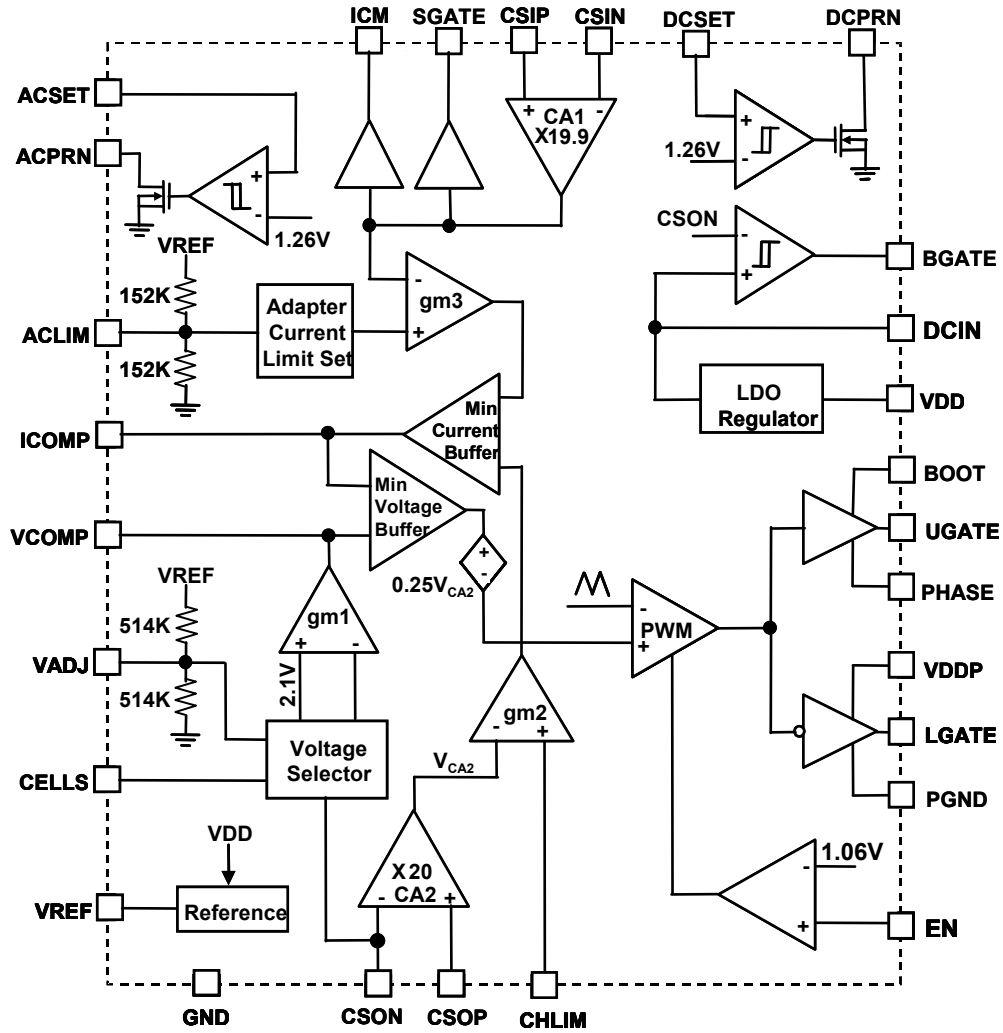 ICM
SGATE
CSIP
CSIN
DCSET
DCPRN
ACSET
ACPRN
+
-
1.26V
+
-
CA1
X19.9
+
-
1.26V
VREF
152K
152K
ACLIM
Adapter
Current
Limit Set
-
+
gm3
CSON
-
+
BGATE
DCIN
LDO
Regulator
VDD
ICOMP
Min
Current
Buffer
Min
Voltage
Buffer
VCOMP
+
-
0.25VCA2
BOOT
UGATE
PHASE
-
+
PWM
VREF
514K
514K
VADJ
gm1
+
-
2.1V
Voltage
Selector
CELLS
gm2
-
+
VCA2
VDDP
LGATE
PGND
VDD
Reference
VREF
X20
CA2
-
+
1.06V
-
+
EN
GND
CSON
CSOP
CHLIM